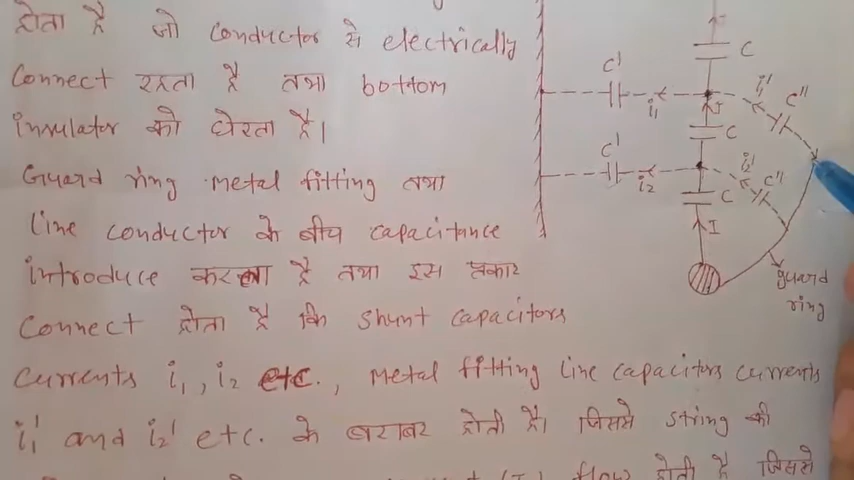 होता है जो conductor से electrically
Connect रहता है तथा bottom
insulator को घेरता है।
Guard ring metal fitting तथा
line conductor के बीच capacitance
introduce करता है तथा इस प्रकार
Connect होता है कि shunt capacitors
Currents i₁, i₂ etc., metal fitting line capacitors currents
i₁' and i₂' etc. के बराबर होती है। जिससे string की
(I) flow होती है जिससे
C
C'
i₁
I
i₁'
C"
C
C'
i₂
i₂'
C"
C
I
guard
ring